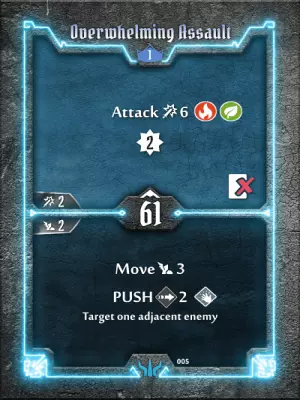 Overwhelming Assault
1
Attack 6
2
2
61
2
Move 3
PUSH 2
Target one adjacent enemy
005